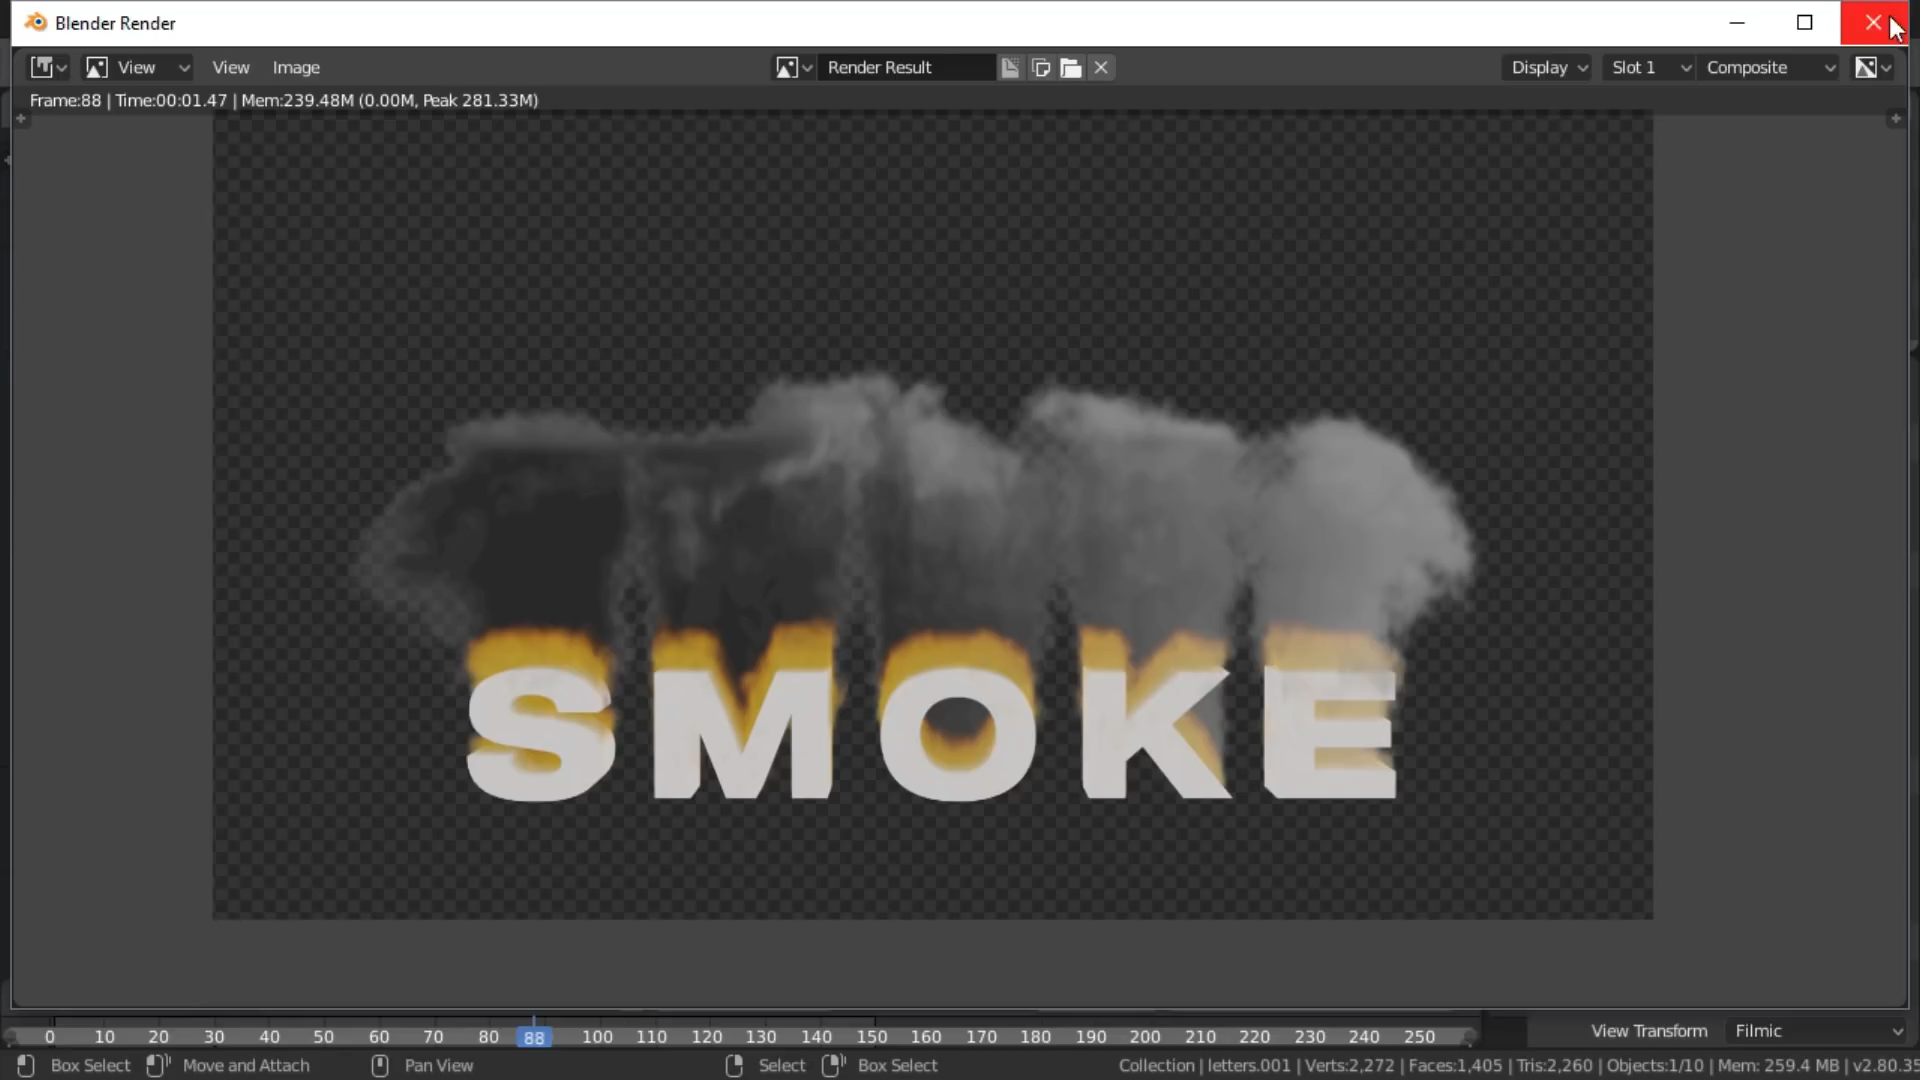 Blender Render
View View Image Render Result Display Slot 1 Composite
Frame:88 | Time:00:01.47 | Mem:239.48M (0.00M, Peak 281.33M)
SMOKE
0 10 20 30 40 50 60 70 80 88 100 110 120 130 140 150 160 170 180 190 200 210 220 230 240 250 View Transform Filmic
Box Select Move and Attach Pan View Select Box Select Collection | letters.001 | Verts:2,272 | Faces:1,405 | Tris:2,260 | Objects:1/10 | Mem: 259.4 MB | v2.80.35